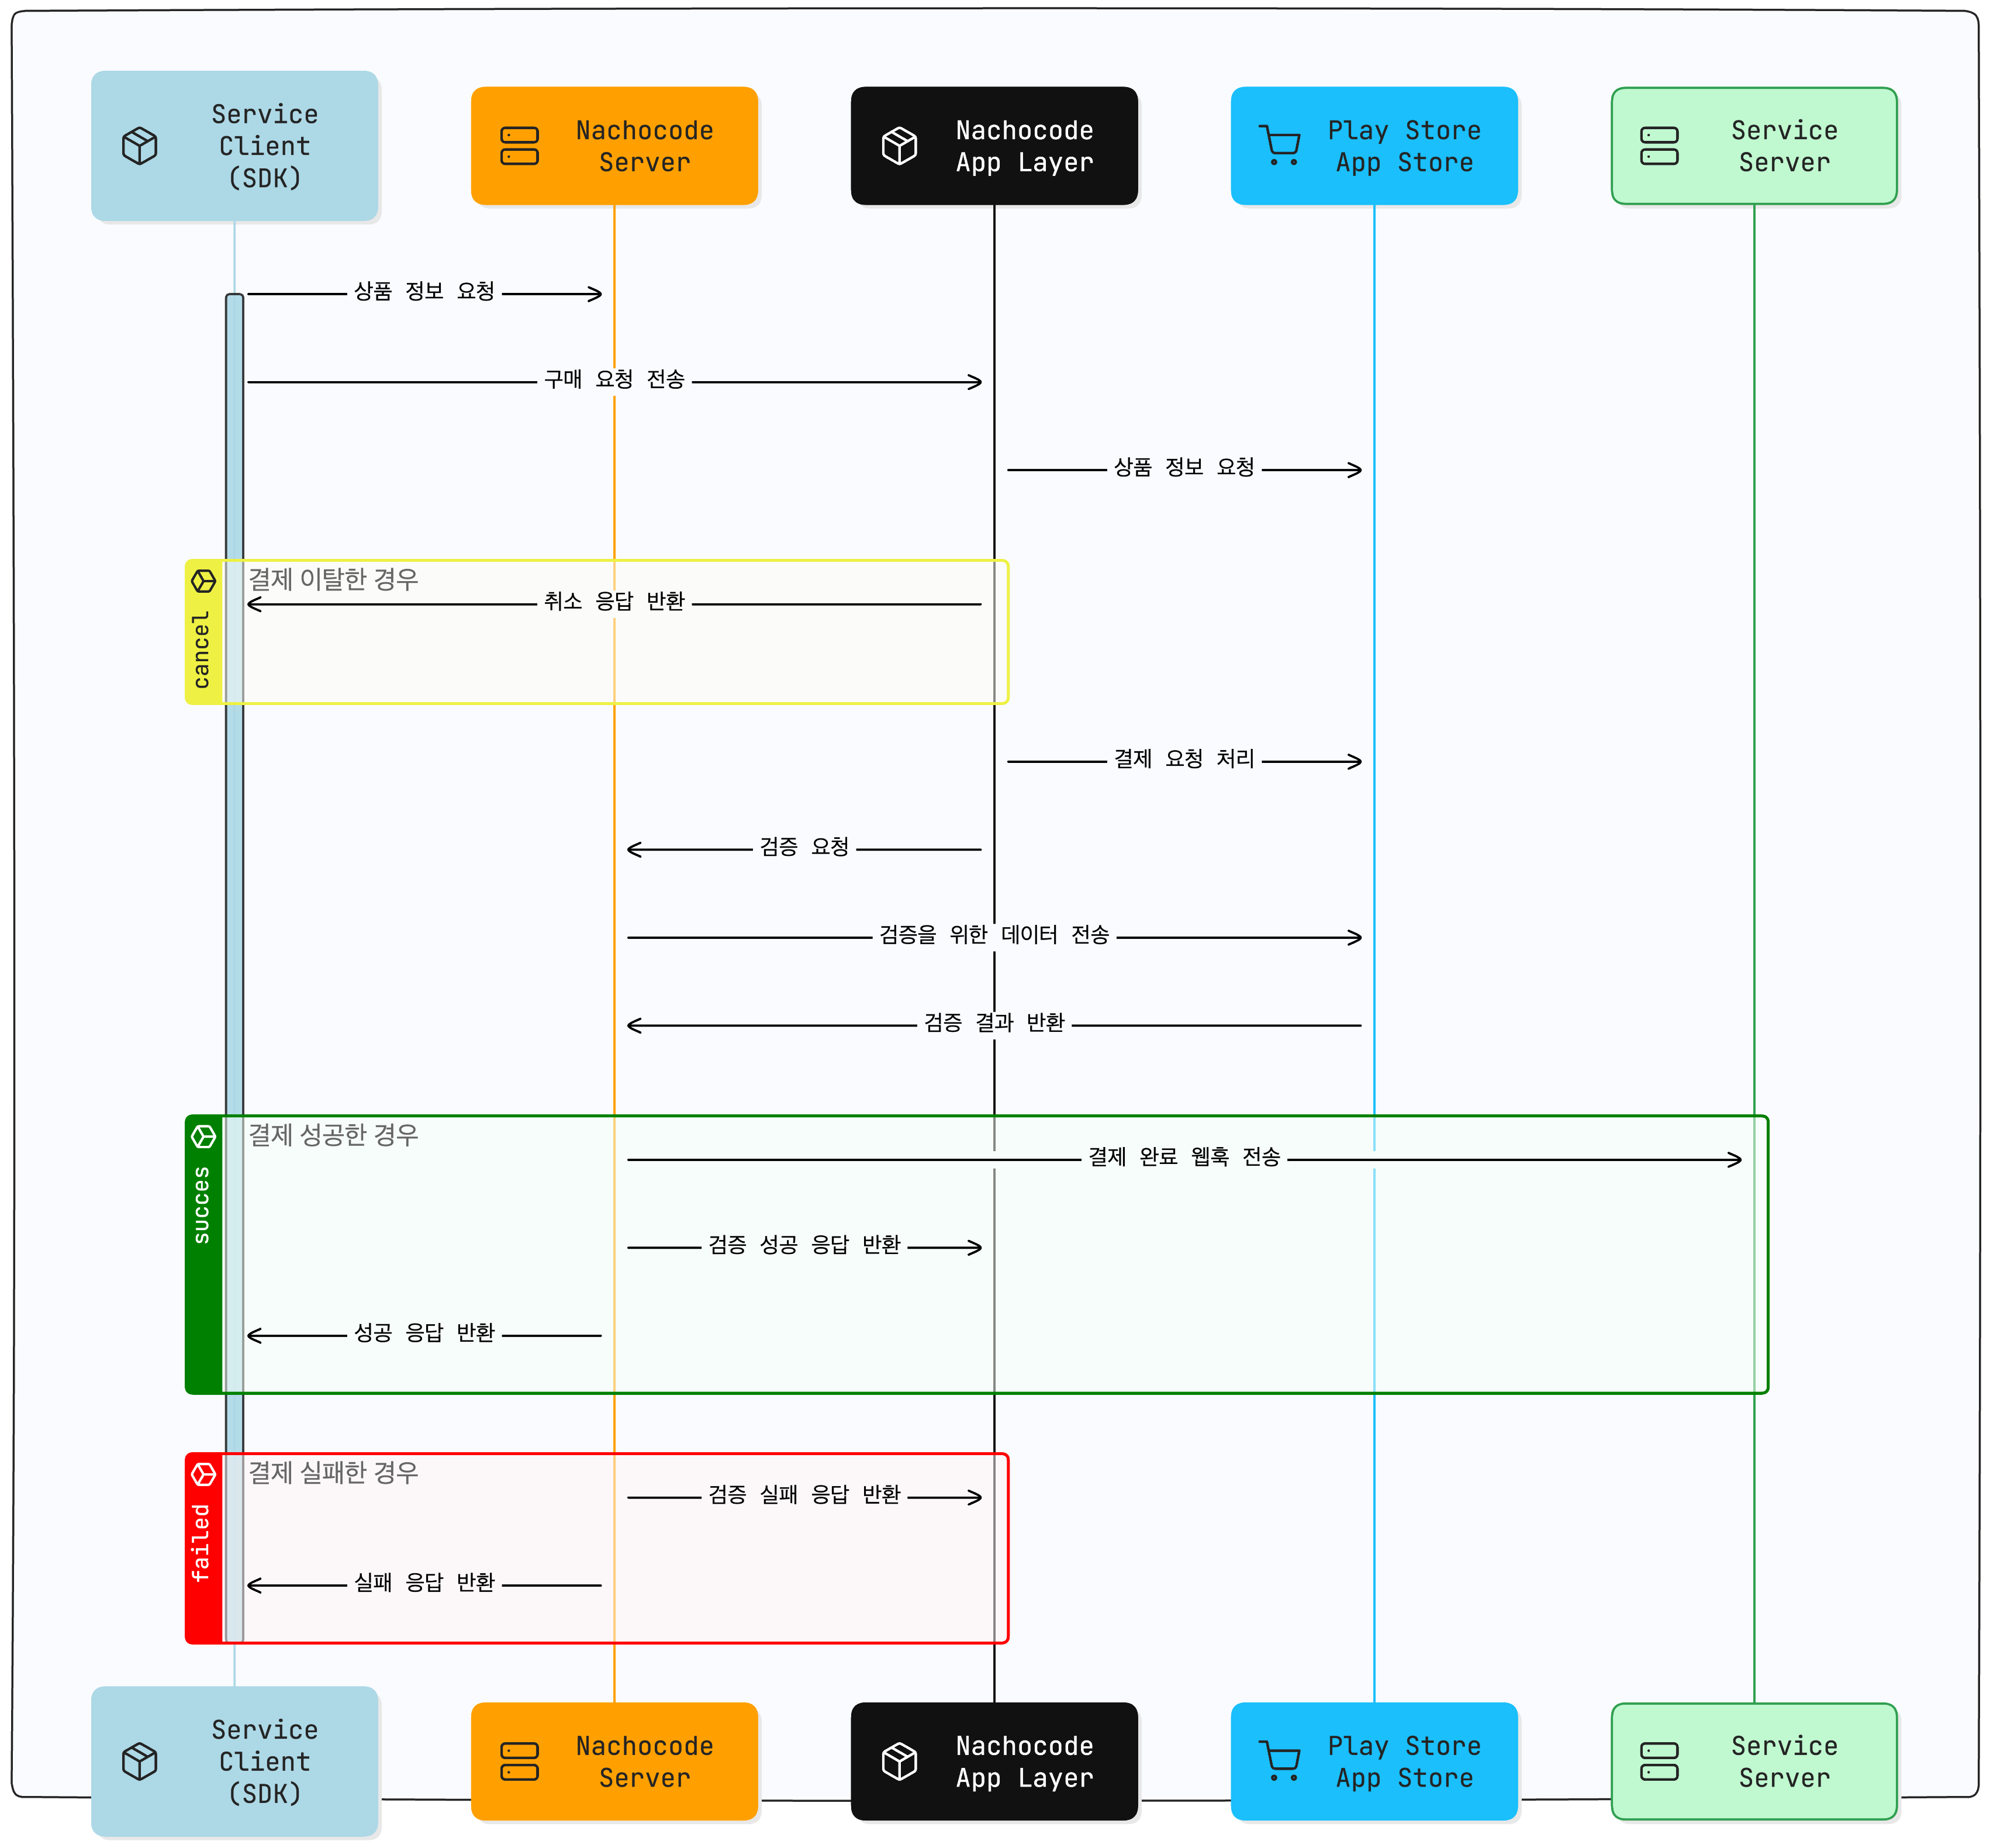 Service
Client
(SDK)
Nachocode
Server
Nachocode
App Layer
Play Store
App Store
Service
Server
상품 정보 요청
구매 요청 전송
상품 정보 요청
cancel
결제 이탈한 경우
취소 응답 반환
결제 요청 처리
검증 요청
검증을 위한 데이터 전송
검증 결과 반환
succes
결제 성공한 경우
결제 완료 웹훅 전송
검증 성공 응답 반환
성공 응답 반환
failed
결제 실패한 경우
검증 실패 응답 반환
실패 응답 반환
Service
Client
(SDK)
Nachocode
Server
Nachocode
App Layer
Play Store
App Store
Service
Server